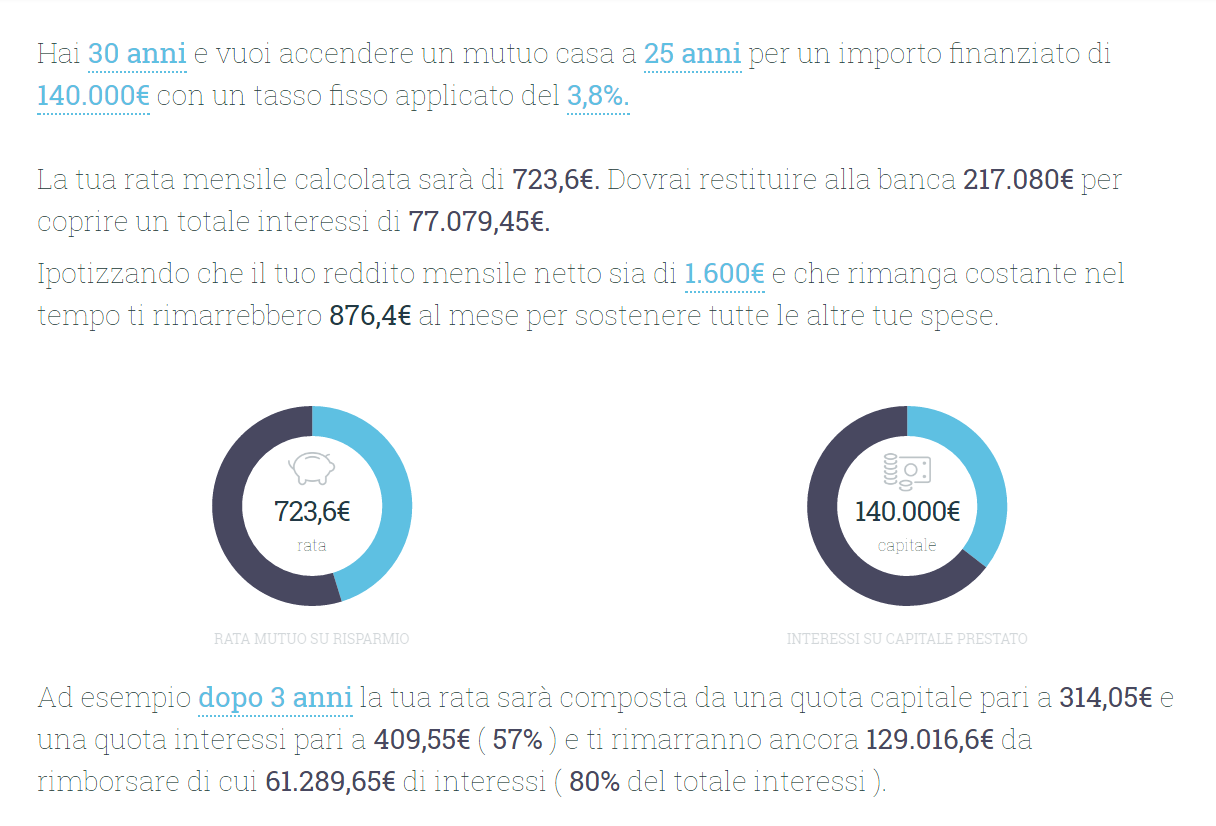 Hai 30 anni e vuoi accendere un mutuo casa a 25 anni per un importo finanziato di
140.000€ con un tasso fisso applicato del 3,8%.
La tua rata mensile calcolata sarà di 723,6€. Dovrai restituire alla banca 217.080€ per
coprire un totale interessi di 77.079,45€.
Ipotizzando che il tuo reddito mensile netto sia di 1.600€ e che rimanga costante nel
tempo ti rimarrebbero 876,4€ al mese per sostenere tutte le altre tue spese.
723,6€
rata
RATA MUTUO SU RISPARMIO
140.000€
capitale
INTERESSI SU CAPITALE PRESTATO
Ad esempio dopo 3 anni la tua rata sarà composta da una quota capitale pari a 314,05€ e
una quota interessi pari a 409,55€ ( 57% ) e ti rimarranno ancora 129.016,6€ da
rimborsare di cui 61.289,65€ di interessi ( 80% del totale interessi ).